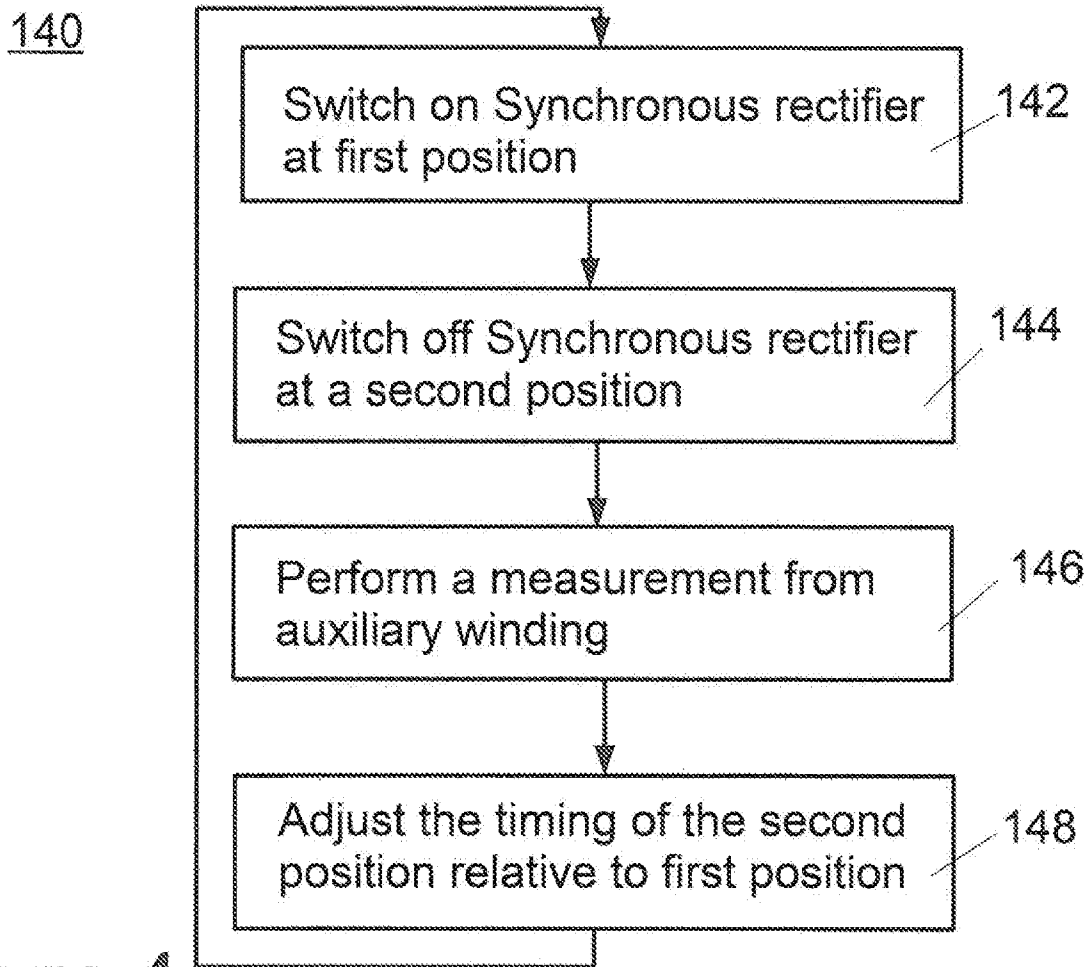 140
Switch on Synchronous rectifier
at first position
142
Switch off Synchronous rectifier
at a second position
144
Perform a measurement from
auxiliary winding
146
Adjust the timing of the second
position relative to first position
148